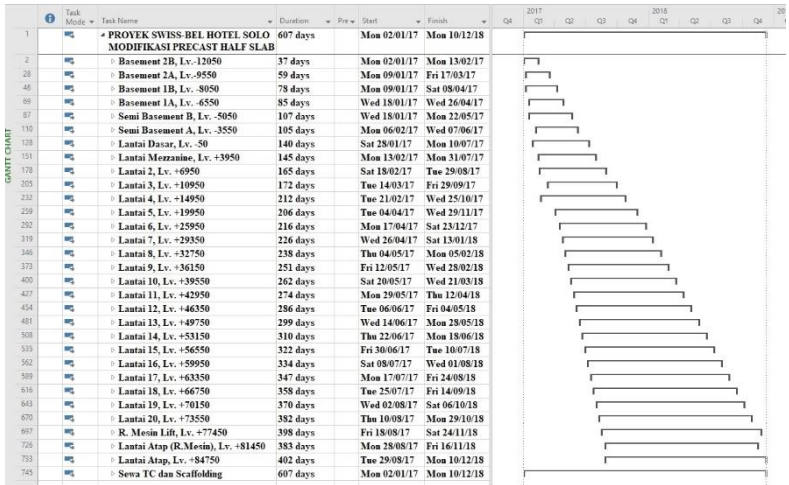 Task Mode Task Name Duration Pre Start Finish Q4 2017 Q1 Q2 Q3 Q4 2018 Q1 Q2 Q3 Q4
1 PROYEK SWISS-BEL HOTEL SOLO MODIFIKASI PRECAST HALF SLAB 607 days Mon 02/01/17 Mon 10/12/18
2 Basement 2B, Lv.-12050 37 days Mon 02/01/17 Mon 13/02/17
28 Basement 2A, Lv.-9550 59 days Mon 09/01/17 Fri 17/03/17
46 Basement 1B, Lv. -8050 78 days Mon 09/01/17 Sat 08/04/17
69 Basement 1A, Lv. -6550 85 days Wed 18/01/17 Wed 26/04/17
87 Semi Basement B, Lv. -5050 107 days Wed 18/01/17 Mon 22/05/17
110 Semi Basement A, Lv. -3550 105 days Mon 06/02/17 Wed 07/06/17
128 Lantai Dasar, Lv. -50 140 days Sat 28/01/17 Mon 10/07/17
151 Lantai Mezzanine, Lv. +3950 145 days Mon 13/02/17 Mon 31/07/17
178 Lantai 2, Lv. +6950 165 days Sat 18/02/17 Tue 29/08/17
205 Lantai 3, Lv. +10950 172 days Tue 14/03/17 Fri 29/09/17
232 Lantai 4, Lv. +14950 212 days Tue 21/02/17 Wed 25/10/17
259 Lantai 5, Lv. +19950 206 days Tue 04/04/17 Wed 29/11/17
292 Lantai 6, Lv. +25950 216 days Mon 17/04/17 Sat 23/12/17
319 Lantai 7, Lv. +29350 226 days Wed 26/04/17 Sat 13/01/18
346 Lantai 8, Lv. +32750 238 days Thu 04/05/17 Mon 05/02/18
373 Lantai 9, Lv. +36150 251 days Fri 12/05/17 Wed 28/02/18
400 Lantai 10, Lv. +39550 262 days Sat 20/05/17 Wed 21/03/18
427 Lantai 11, Lv. +42950 274 days Mon 29/05/17 Thu 12/04/18
454 Lantai 12, Lv. +46350 286 days Tue 06/06/17 Fri 04/05/18
481 Lantai 13, Lv. +49750 299 days Wed 14/06/17 Mon 28/05/18
508 Lantai 14, Lv. +53150 310 days Thu 22/06/17 Mon 18/06/18
535 Lantai 15, Lv. +56550 322 days Fri 30/06/17 Tue 10/07/18
562 Lantai 16, Lv. +59950 334 days Sat 08/07/17 Wed 01/08/18
589 Lantai 17, Lv. +63350 347 days Mon 17/07/17 Fri 24/08/18
616 Lantai 18, Lv. +66750 358 days Tue 25/07/17 Fri 14/09/18
643 Lantai 19, Lv. +70150 370 days Wed 02/08/17 Sat 06/10/18
670 Lantai 20, Lv. +73550 382 days Thu 10/08/17 Mon 29/10/18
697 R. Mesin Lift, Lv. +77450 398 days Fri 18/08/17 Sat 24/11/18
726 Lantai Atap (R.Mesin), Lv. +81450 383 days Mon 28/08/17 Fri 16/11/18
733 Lantai Atap, Lv. +84750 402 days Tue 29/08/17 Mon 10/12/18
745 Sewa TC dan Scaffolding 607 days Mon 02/01/17 Mon 10/12/18
GANTT CHART